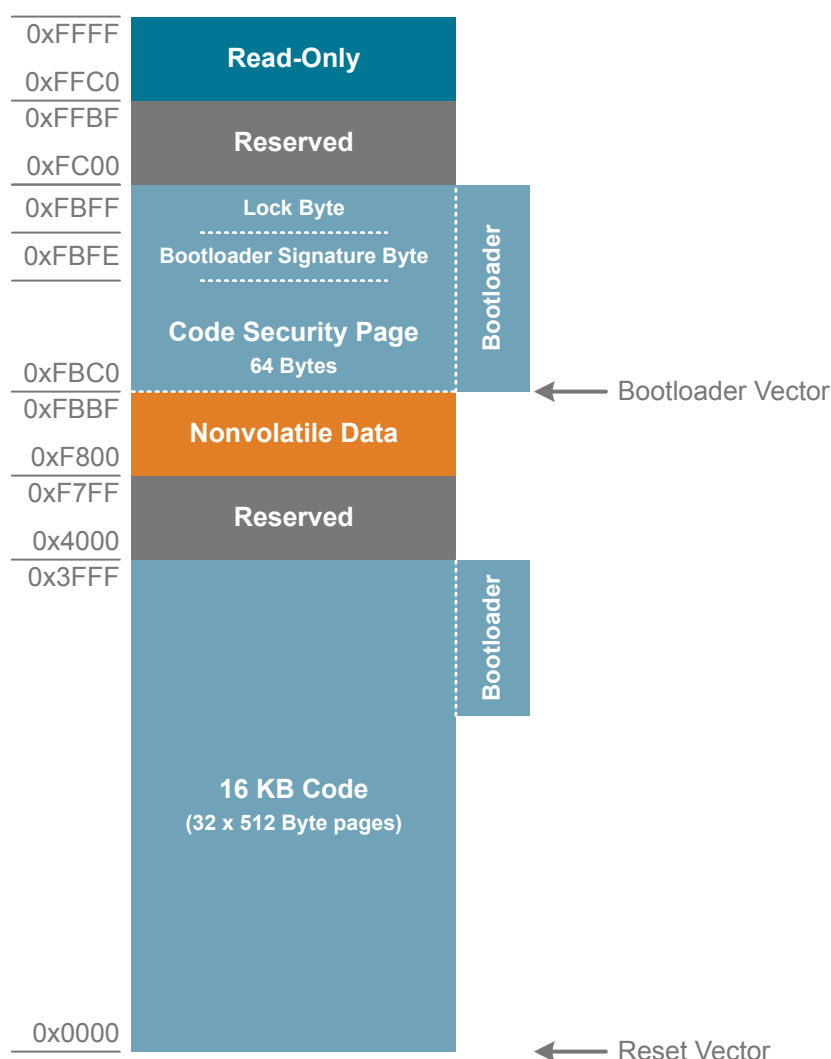 0xFFFF
Read-Only
0xFFC0
0xFFBF
Reserved
0xFC00
0xFBFF
Lock Byte
0xFBFE
Bootloader Signature Byte
Bootloader
Code Security Page
64 Bytes
0xFBC0
Bootloader Vector
0xFBBF
Nonvolatile Data
0xF800
0xF7FF
Reserved
0x4000
0x3FFF
Bootloader
16 KB Code
(32 x 512 Byte pages)
0x0000
Reset Vector